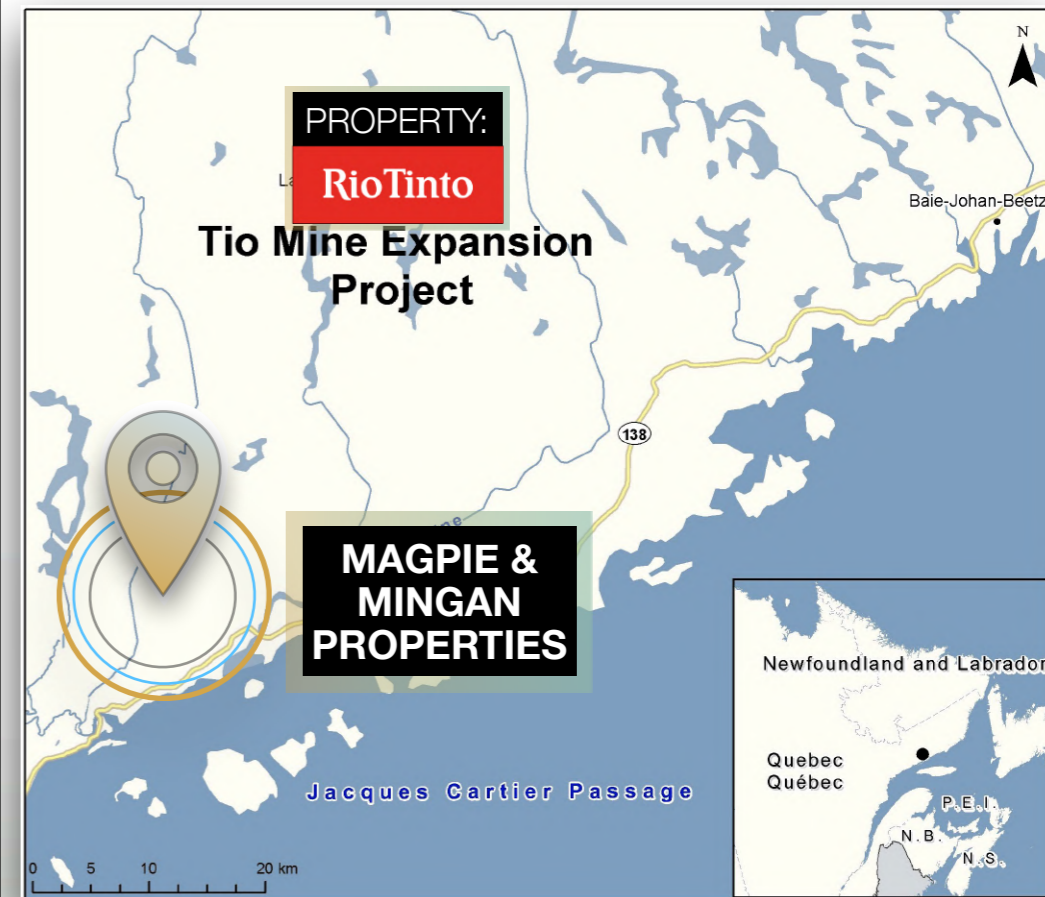 N
PROPERTY:
RioTinto
Baie-Johan-Beetz
Tio Mine Expansion
Project
138
MAGPIE &
MINGAN
PROPERTIES
Newfoundland and Labrador
Quebec
Québec
P.E.I.
N.B.
N.S.
Jacques Cartier Passage
0 5 10 20 km